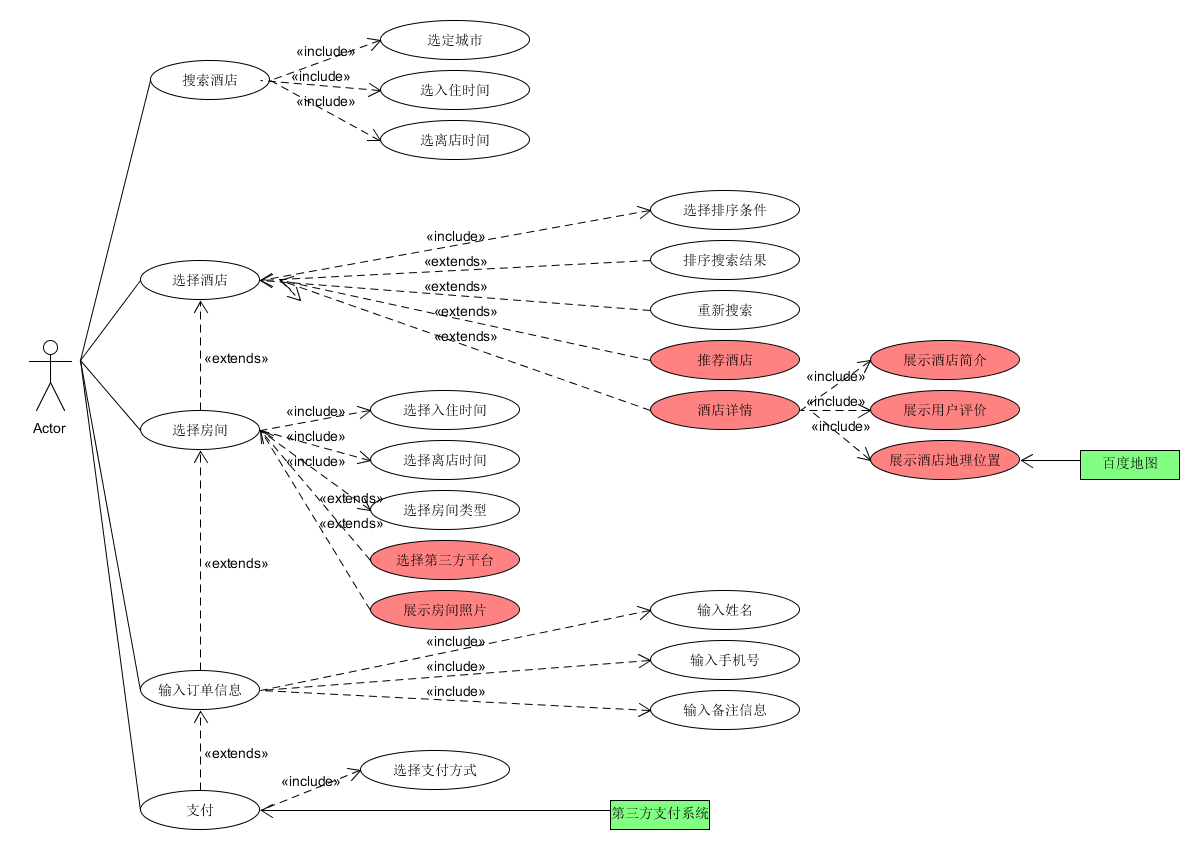 选定城市
«include»
搜索酒店
«include»
选入住时间
«include»
选离店时间
选择排序条件
«include»
«extends»
排序搜索结果
选择酒店
«extends»
重新搜索
«extends»
«extends»
推荐酒店
展示酒店简介
«extends»
«include»
酒店详情
«include»
展示用户评价
«include»
Actor
选择房间
«include»
选择入住时间
«include»
«include»
选择离店时间
展示酒店地理位置
百度地图
«extends»
选择房间类型
«extends»
选择第三方平台
«extends»
展示房间照片
输入姓名
«include»
«include»
输入手机号
输入订单信息
«include»
输入备注信息
«extends»
«include»
选择支付方式
支付
第三方支付系统